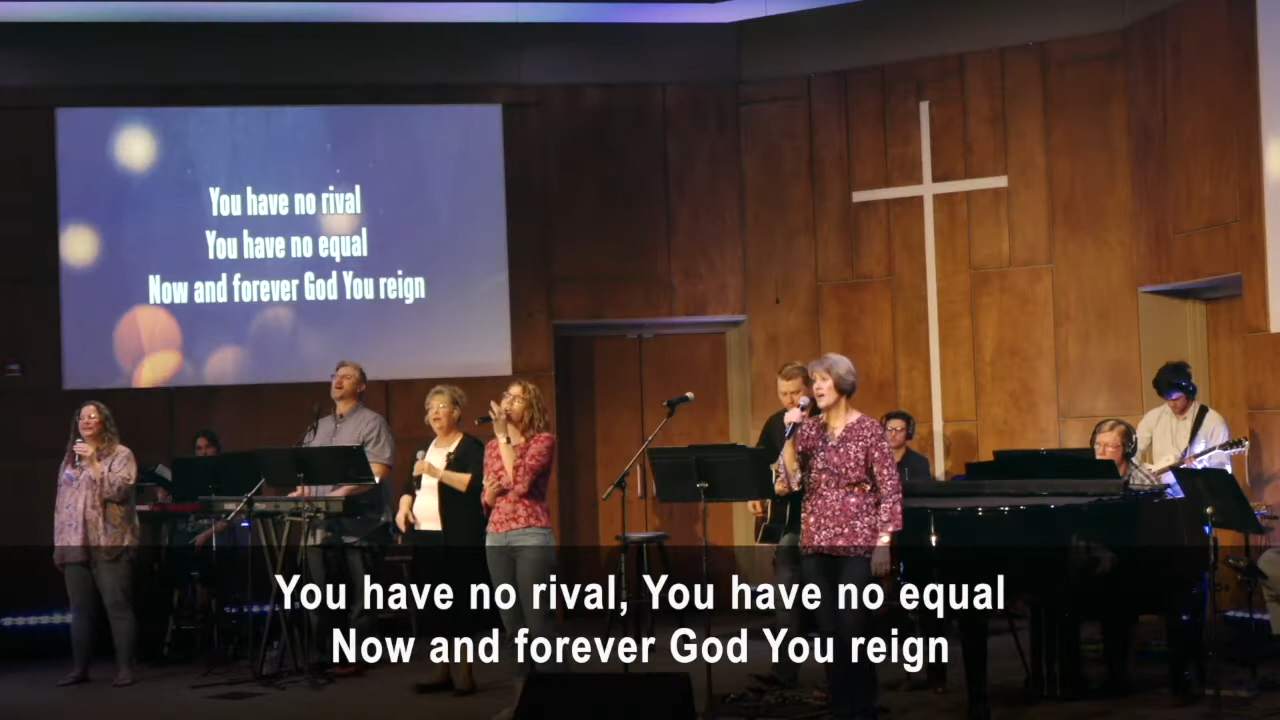 You have no rival
You have no equal
Now and forever God You reign
You have no rival, You have no equal
Now and forever God You reign